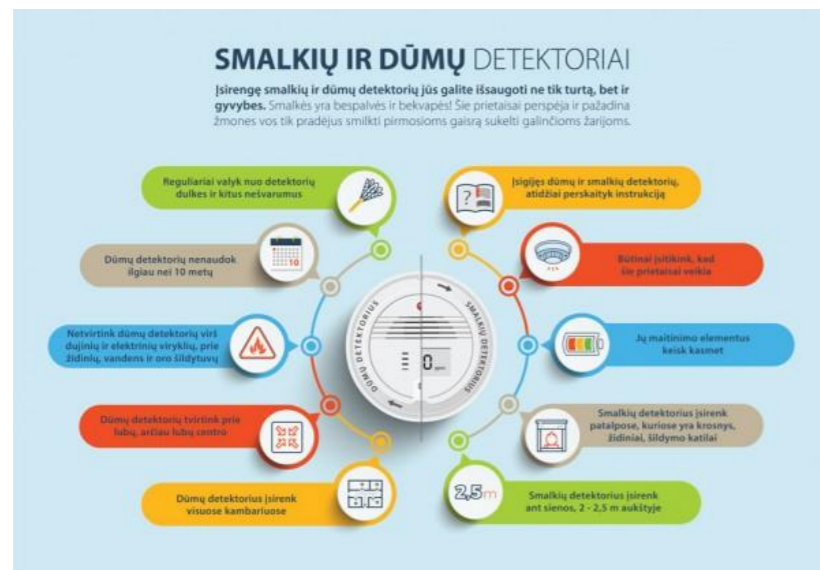 SMALKIŲ IR DŪMŲ DETEKTORIAI
Įsirengę smalkių ir dūmų detektorių jūs galite išsaugoti ne tik turtą, bet ir
gyvybes. Smalkės yra bespalvės ir bekvapės! Šie prietaisai perspėja ir pažadina
žmones vos tik pradėjus smilkti pirmosioms gaisrą sukelti galinčioms žarijoms.
Reguliariai valyk nuo detektorių
dulkes ir kitus nešvarumus
Dūmų detektorių nenaudok
ilgiau nei 10 metų
10
Netvirtink dūmų detektorių virš
dujinių ir elektrinių viryklių, prie
židinių, vandens ir oro šildytuvų
Dūmų detektorių tvirtink prie
lubų, arčiau lubų centro
Dūmų detektorius įsirenk
visuose kambariuose
DŪMŲ DETEKTORIUS
SMALKIŲ DETEKTORIUS
0
Įsigijęs dūmų ir smalkių detektorių,
atidžiai perskaityk instrukciją
?
Būtinai įsitikink, kad
šie prietaisai veikia
Jų maitinimo elementus
keisk kasmet
Smalkių detektorius įsirenk
patalpose, kuriose yra krosnys,
židiniai, šildymo katilai
2,5m
Smalkių detektorius įsirenk
ant sienos, 2 - 2,5 m aukštyje